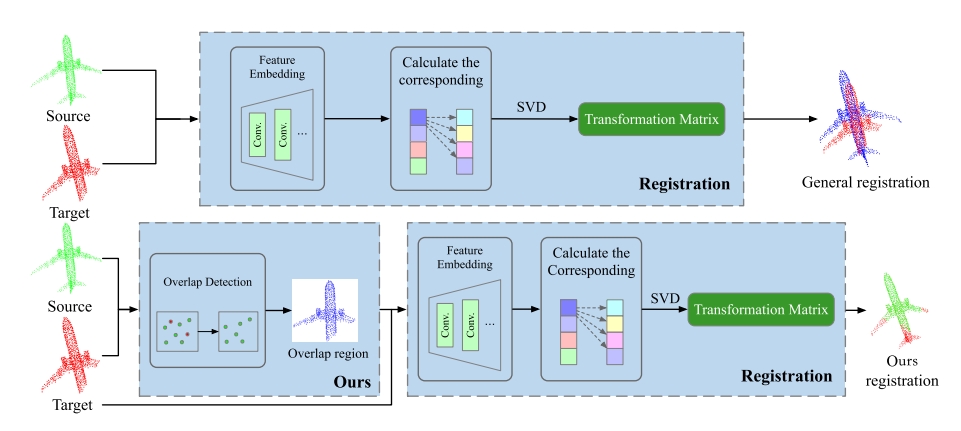 Source
Target
Feature
Embedding
Conv.
Conv.
...
Calculate the
corresponding
SVD
Transformation Matrix
Registration
General registration
Source
Target
Overlap Detection
Overlap region
Ours
Feature
Embedding
Conv.
Conv.
...
Calculate the
Corresponding
SVD
Transformation Matrix
Registration
Ours
registration